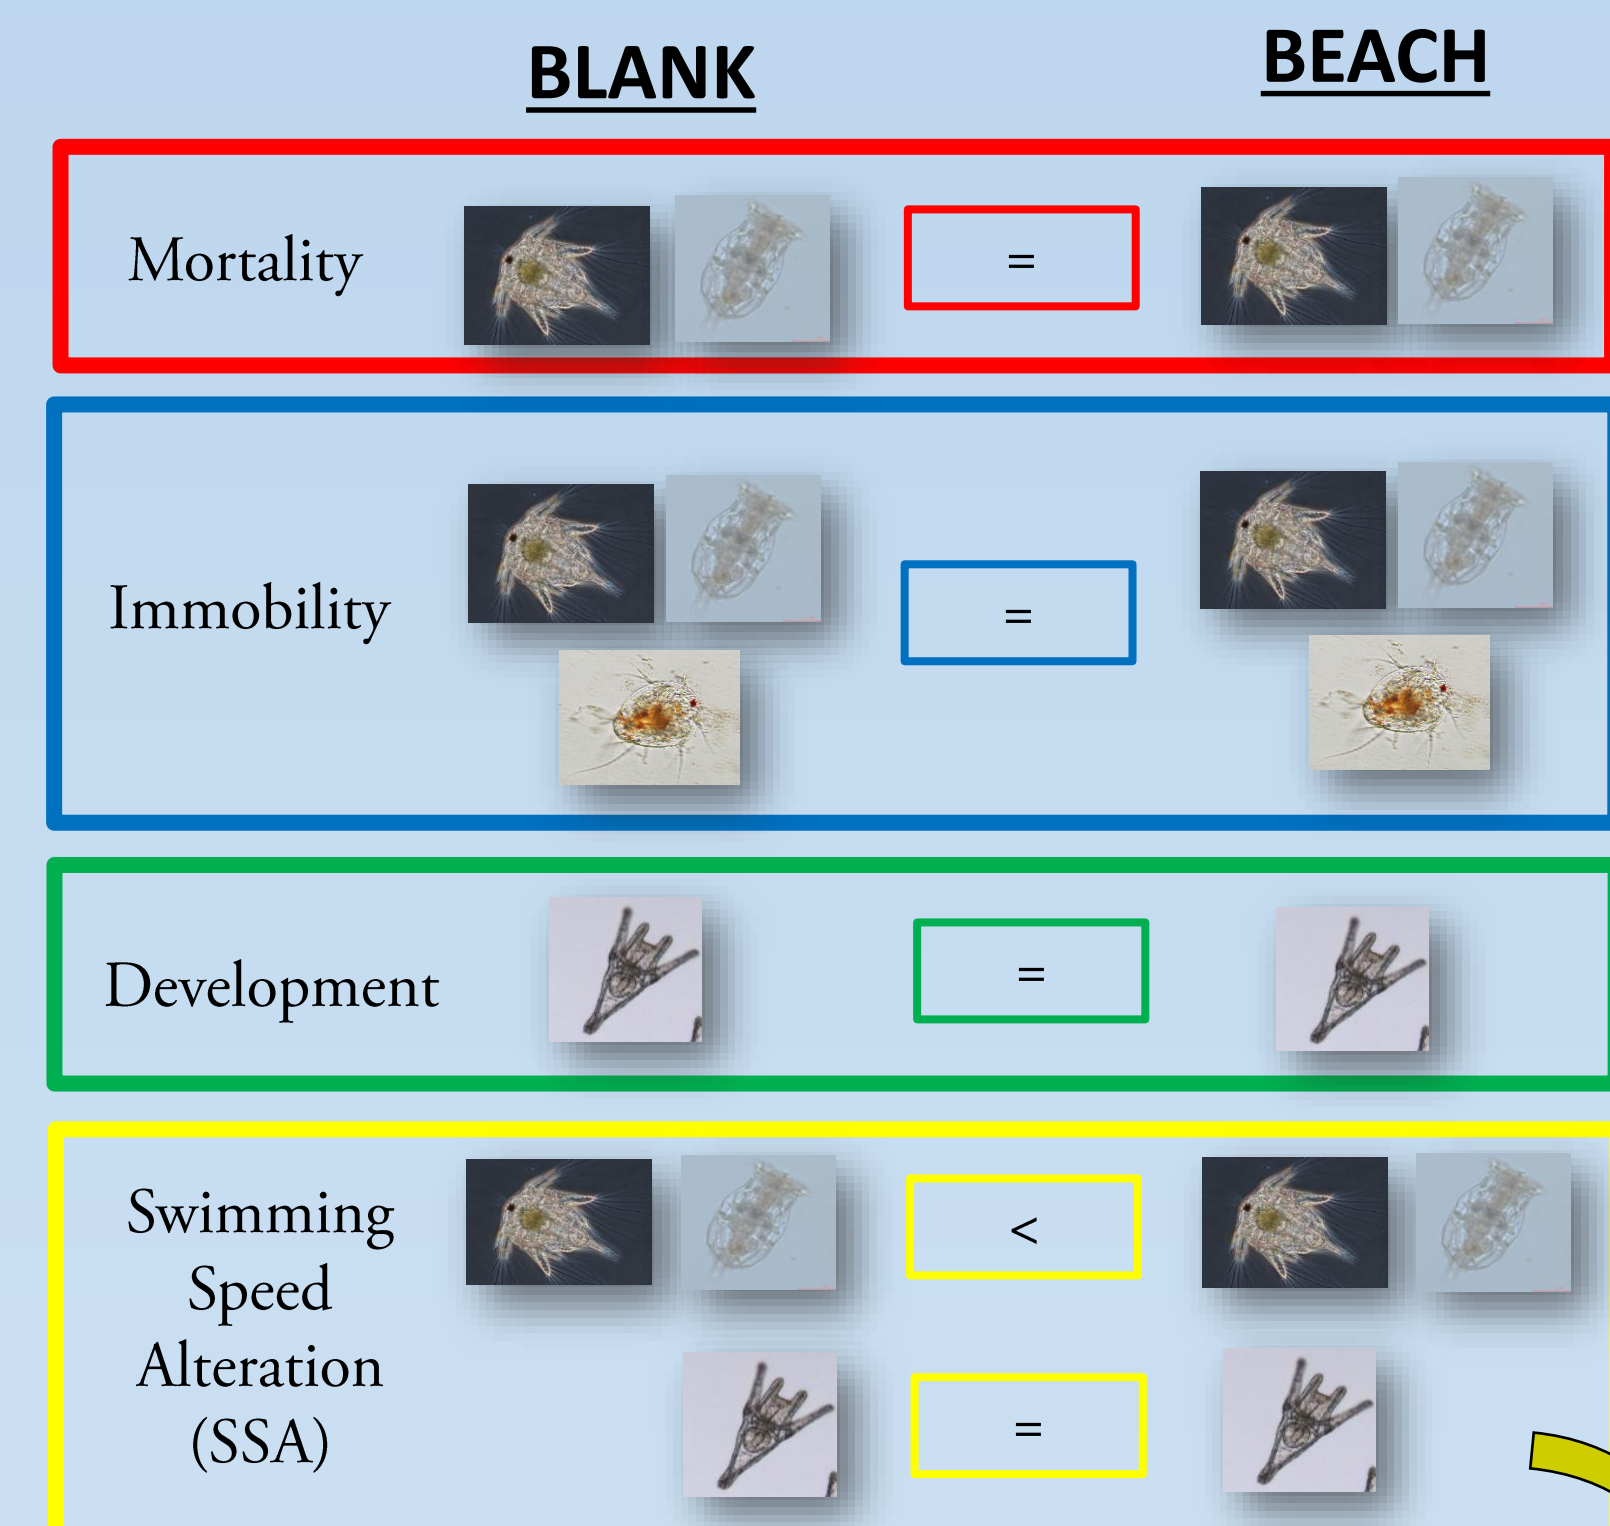 BLANK
BEACH
Mortality
=
Immobility
=
Development
=
Swimming
Speed
Alteration
(SSA)
<
=